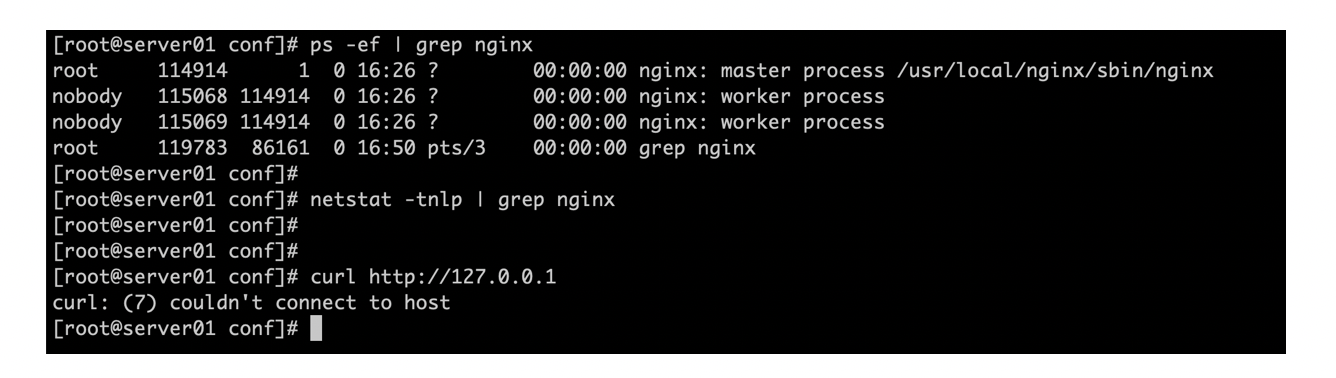 [root@server01 conf]# ps -ef | grep nginx
root     114914      1  0 16:26 ?        00:00:00 nginx: master process /usr/local/nginx/sbin/nginx
nobody   115068 114914  0 16:26 ?        00:00:00 nginx: worker process
nobody   115069 114914  0 16:26 ?        00:00:00 nginx: worker process
root     119783  86161  0 16:50 pts/3    00:00:00 grep nginx
[root@server01 conf]#
[root@server01 conf]# netstat -tnlp | grep nginx
[root@server01 conf]#
[root@server01 conf]#
[root@server01 conf]# curl http://127.0.0.1
curl: (7) couldn't connect to host
[root@server01 conf]#